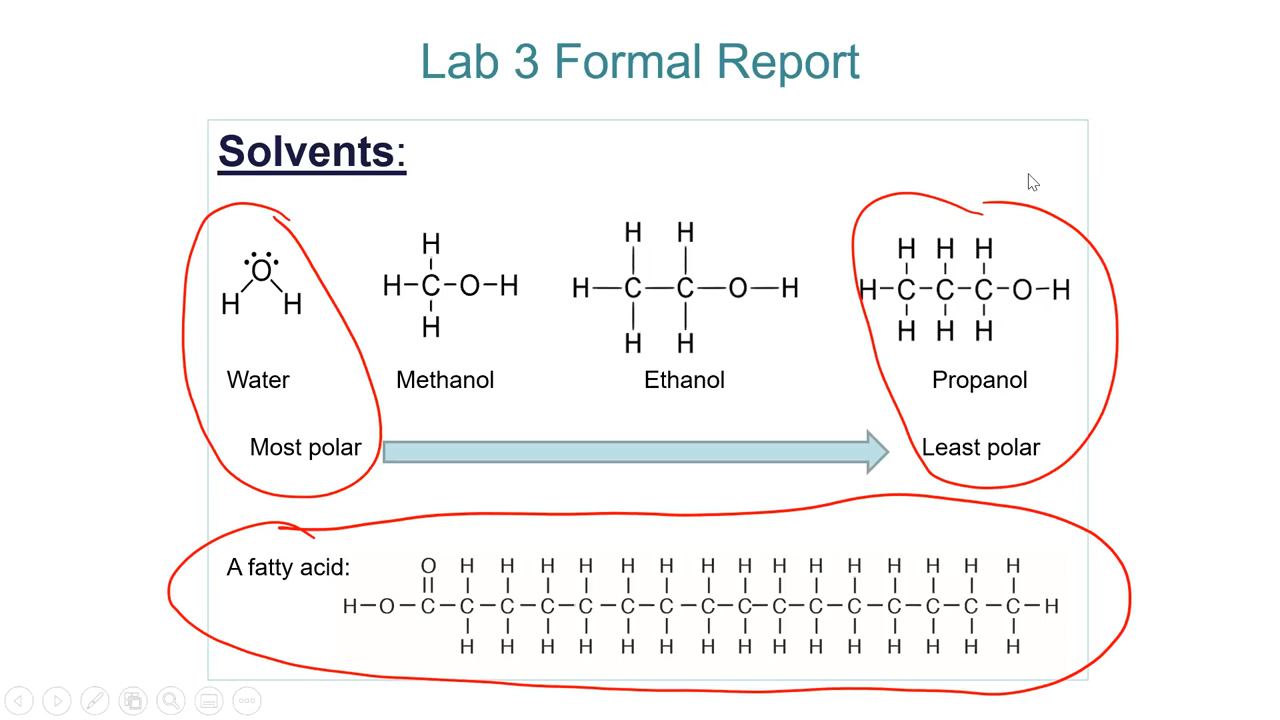 Lab 3 Formal Report
Solvents:
O
H H
Water
H
H-C-O-H
H
Methanol
H H
H-C-C-O-H
H H
Ethanol
H H H
H-C-C-C-O-H
H H H
Propanol
Most polar
Least polar
A fatty acid:
O H H H H H H H H H H H H H H H
H-O-C-C-C-C-C-C-C-C-C-C-C-C-C-C-C-C-H
H H H H H H H H H H H H H H H